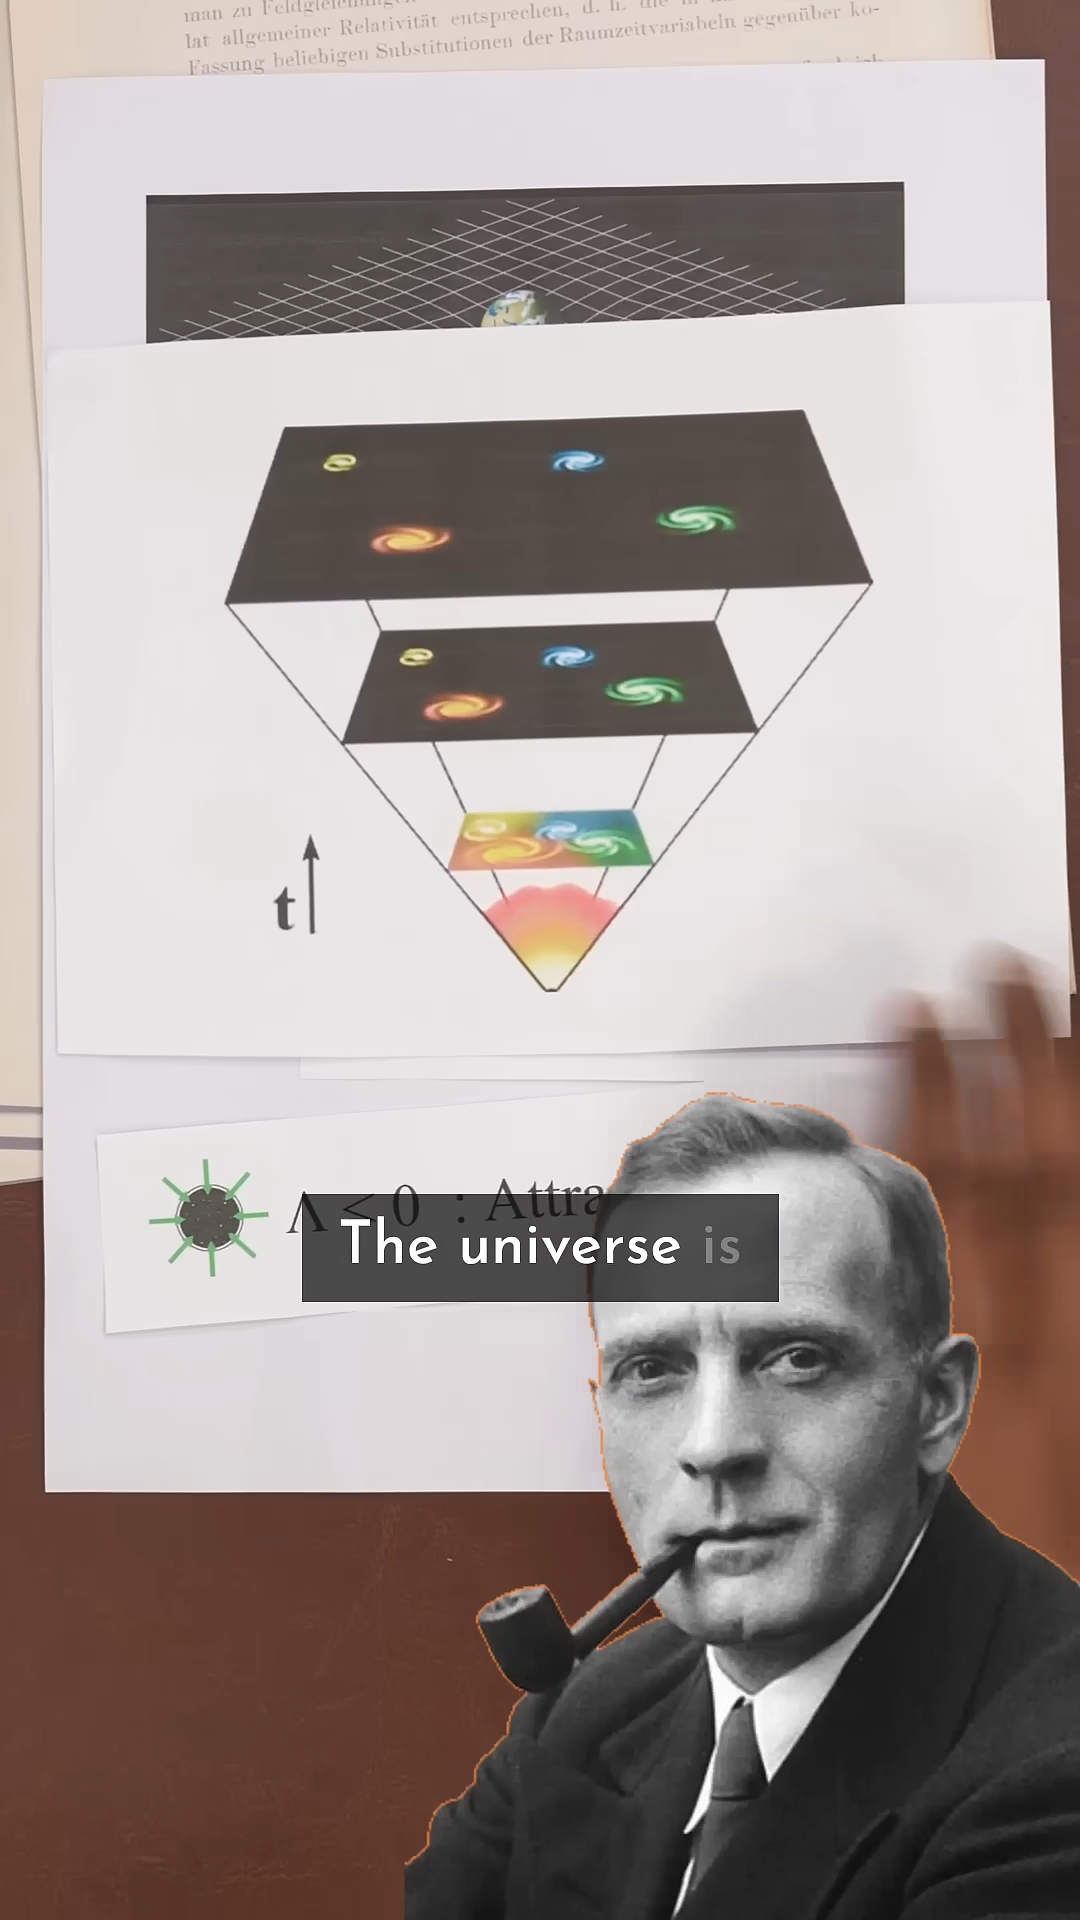 man zu
lat allgemeiner Relativität entsprechen, d. h. die in
Fassung beliebigen Substitutionen der Raumzeitvariabeln gegenüber ko-
t
Λ < 0 : Attra
The universe is